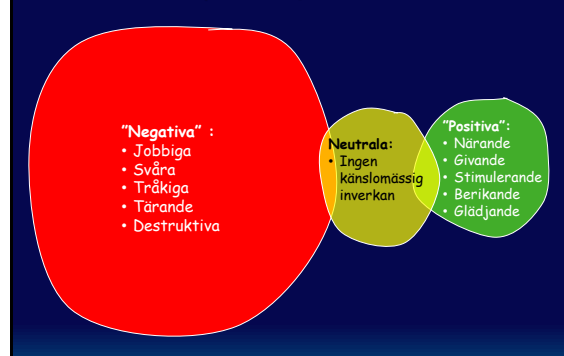 "Negativa" :
• Jobbiga
• Svåra
• Tråkiga
• Tärande
• Destruktiva
Neutrala:
• Ingen
känslomässig
inverkan
"Positiva":
• Närande
• Givande
• Stimulerande
• Berikande
• Glädjande